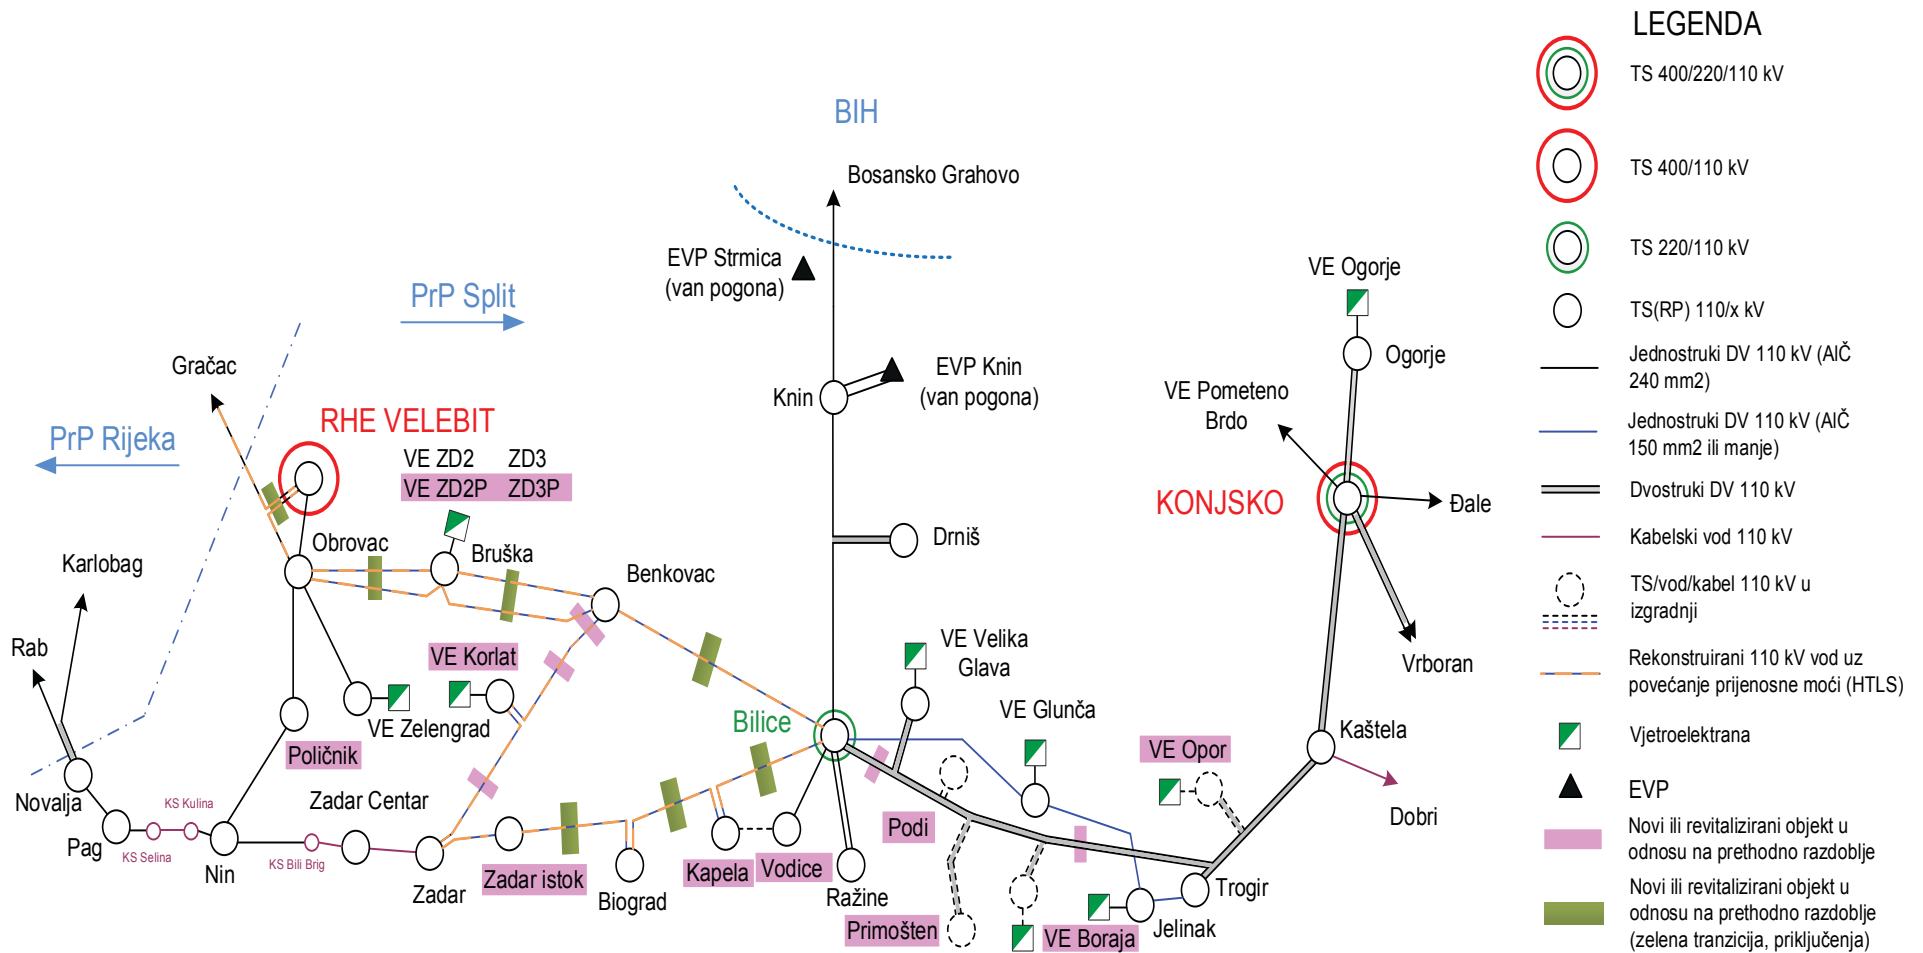 LEGENDA
TS 400/220/110 kV
TS 400/110 kV
TS 220/110 kV
TS(RP) 110/x kV
Jednostruki DV 110 kV (AlČ
240 mm2)
Jednostruki DV 110 kV (AlČ
150 mm2 ili manje)
Dvostruki DV 110 kV
Kabelski vod 110 kV
TS/vod/kabel 110 kV u
izgradnji
Rekonstruirani 110 kV vod uz
povećanje prijenosne moći (HTLS)
Vjetroelektrana
EVP
Novi ili revitalizirani objekt u
odnosu na prethodno razdoblje
Novi ili revitalizirani objekt u
odnosu na prethodno razdoblje
(zelena tranzicija, priključenja)
BIH
Bosansko Grahovo
EVP Strmica
(van pogona)
PrP Split
PrP Rijeka
Gračac
RHE VELEBIT
VE ZD2 ZD3
VE ZD2P ZD3P
Knin
EVP Knin
(van pogona)
VE Ogorje
Ogorje
VE Pometeno
Brdo
KONJSKO
Đale
Vrboran
Drniš
Karlobag
Rab
Obrovac
Bruška
Benkovac
VE Korlat
VE Zelengrad
Poličnik
Bilice
VE Velika
Glava
VE Glunča
VE Opor
Kaštela
Dobri
Novalja
Pag
KS Kulina
KS Selina
Nin
KS Bili Brig
Zadar Centar
Zadar
Zadar istok
Biograd
Kapela
Vodice
Ražine
Podi
Primošten
VE Boraja
Jelinak
Trogir